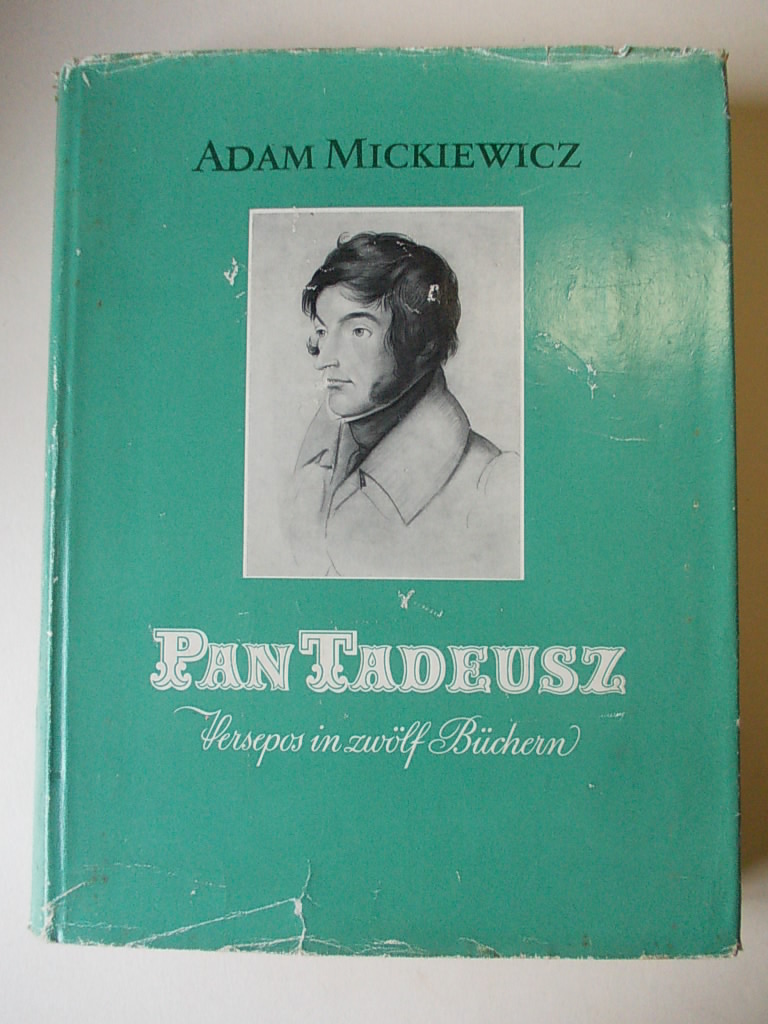 ADAM MICKIEWICZ
PAN TADEUSZ
Versepos in zwölf Büchern